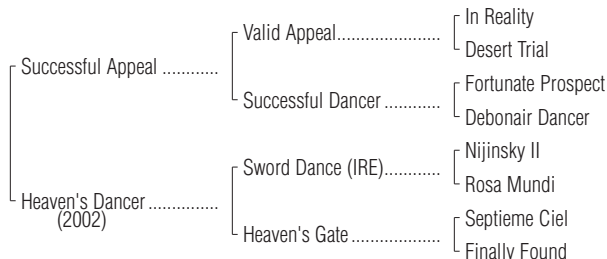 In Reality
Valid Appeal..................
Desert Trial
Successful Appeal ............
Fortunate Prospect
Successful Dancer ............
Debonair Dancer
Nijinsky II
Sword Dance (IRE)............
Rosa Mundi
Heaven's Dancer ...............
(2002)
Septieme Ciel
Heaven's Gate ...................
Finally Found